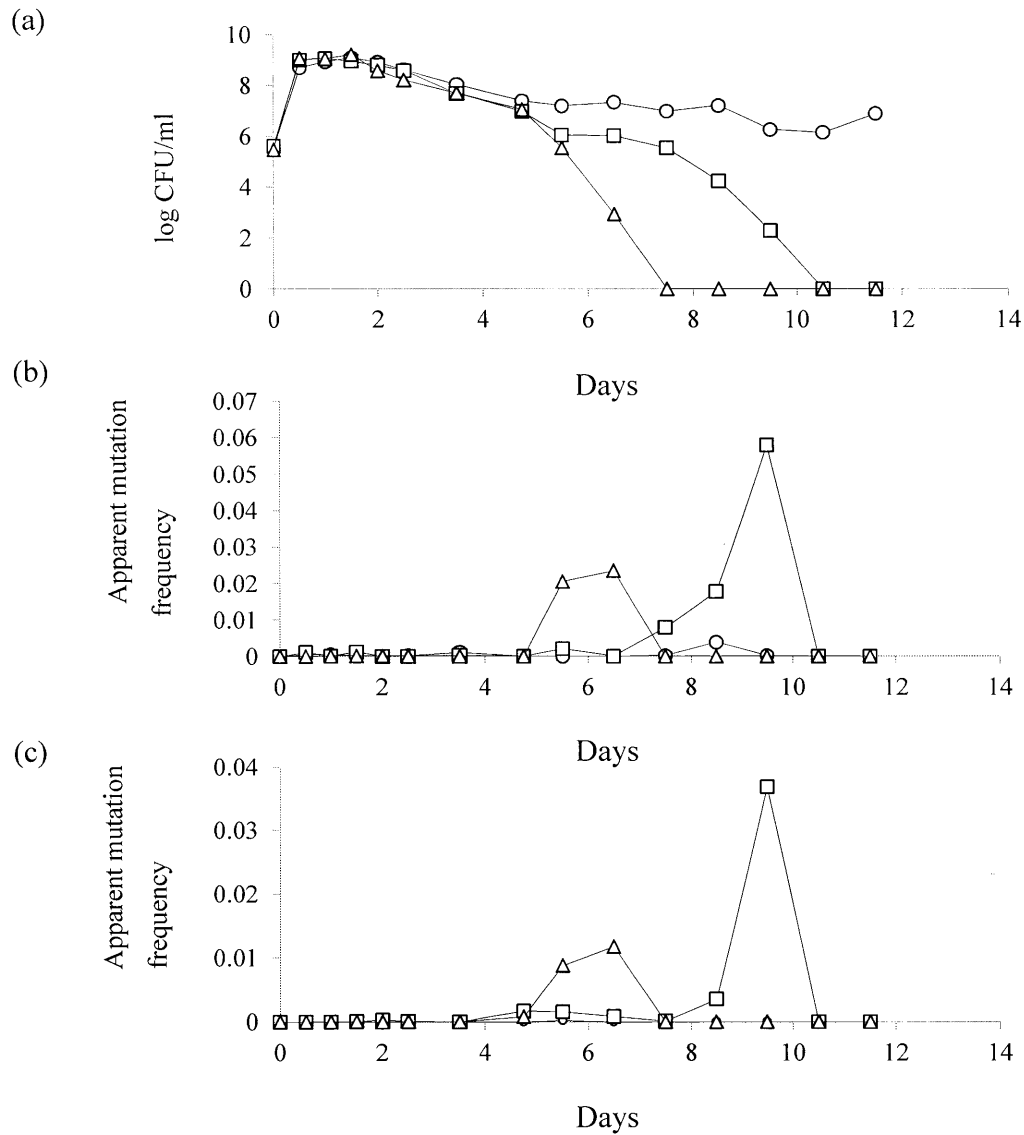 (a)
log CFU/ml
10
8
6
4
2
0
0 2 4 6 8 10 12 14
Days
(b)
Apparent mutation
frequency
0.07
0.06
0.05
0.04
0.03
0.02
0.01
0
0 2 4 6 8 10 12 14
Days
(c)
Apparent mutation
frequency
0.04
0.03
0.02
0.01
0
0 2 4 6 8 10 12 14
Days